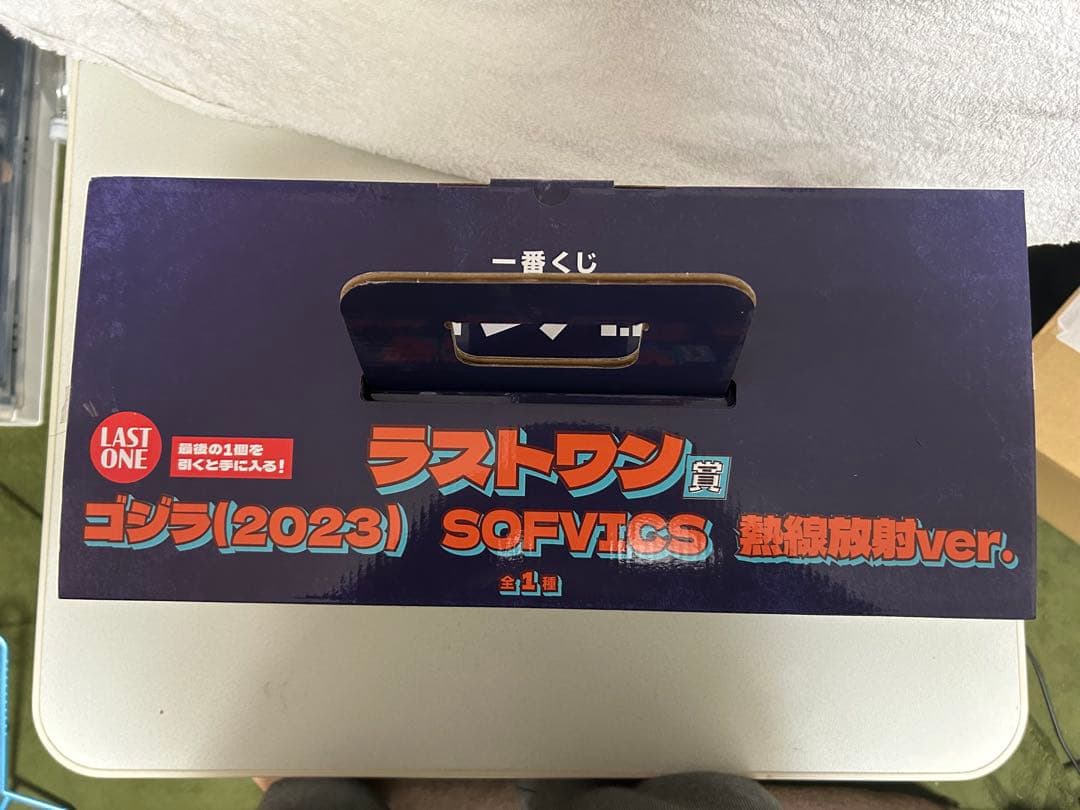 一番くじ
LAST
ONE
最後の1個を
引くと手に入る!
ラストワン賞
ゴジラ(2023) SOFVICS 熱線放射ver.
全1種